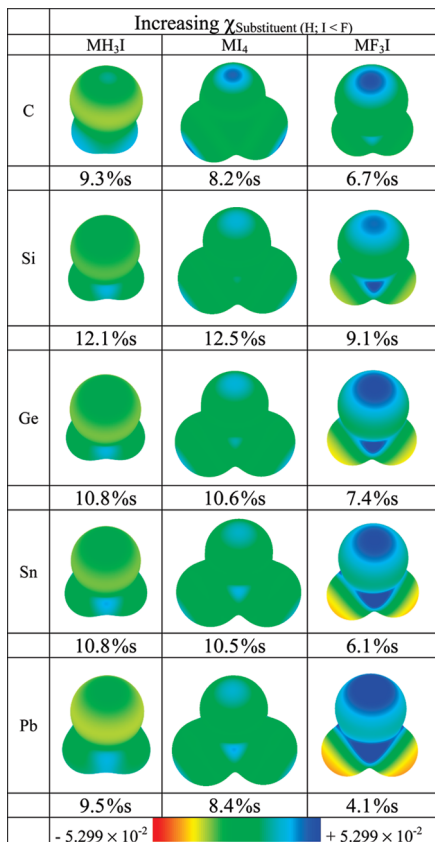 Increasing χSubstituent (H; I < F)
MH₃I MI₄ MF₃I
C
9.3%s 8.2%s 6.7%s
Si
12.1%s 12.5%s 9.1%s
Ge
10.8%s 10.6%s 7.4%s
Sn
10.8%s 10.5%s 6.1%s
Pb
9.5%s 8.4%s 4.1%s
- 5.299 × 10⁻² + 5.299 × 10⁻²